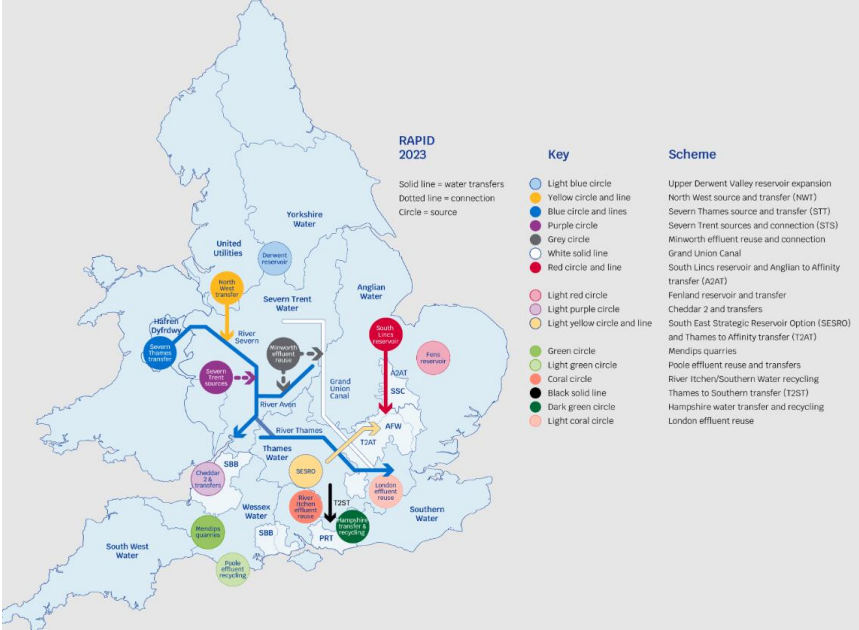 RAPID
2023
Solid line = water transfers
Dotted line = connection
Circle = source
Key
Scheme
Light blue circle
Upper Derwent Valley reservoir expansion
Yellow circle and line
North West source and transfer (NWT)
Blue circle and lines
Severn Thames source and transfer (STT)
Purple circle
Severn Trent sources and connection (STS)
Grey circle
Minworth effluent reuse and connection
White solid line
Grand Union Canal
Red circle and line
South Lincs reservoir and Anglian to Affinity
transfer (A2AT)
Light red circle
Fenland reservoir and transfer
Light purple circle
Cheddar 2 and transfers
Light yellow circle and line
South East Strategic Reservoir Option (SESRO)
and Thames to Affinity transfer (T2AT)
Green circle
Mendips quarries
Light green circle
Poole effluent reuse and transfers
Coral circle
River Itchen/Southern Water recycling
Black solid line
Thames to Southern transfer (T2ST)
Dark green circle
Hampshire water transfer and recycling
Light coral circle
London effluent reuse
Yorkshire
Water
United
Utilities
Derwent
reservoir
North
West
transfer
Severn Trent
Water
Anglian
Water
Hafren
Dyfrdwy
River
Severn
Severn
Thames
transfer
Minworth
effluent
reuse
South
Lincs
reservoir
Fens
reservoir
Severn
Trent
sources
Grand
Union
Canal
A2AT
SSC
River Avon
AFW
River Thames
T2AT
Thames
Water
SBB
Cheddar
2 &
transfers
SESRO
London
effluent
reuse
River
Itchen
effluent
reuse
T2ST
Wessex
Water
Southern
Water
Mendips
quarries
SBB
Hampshire
transfer &
recycling
PRT
South West
Water
Poole
effluent
recycling